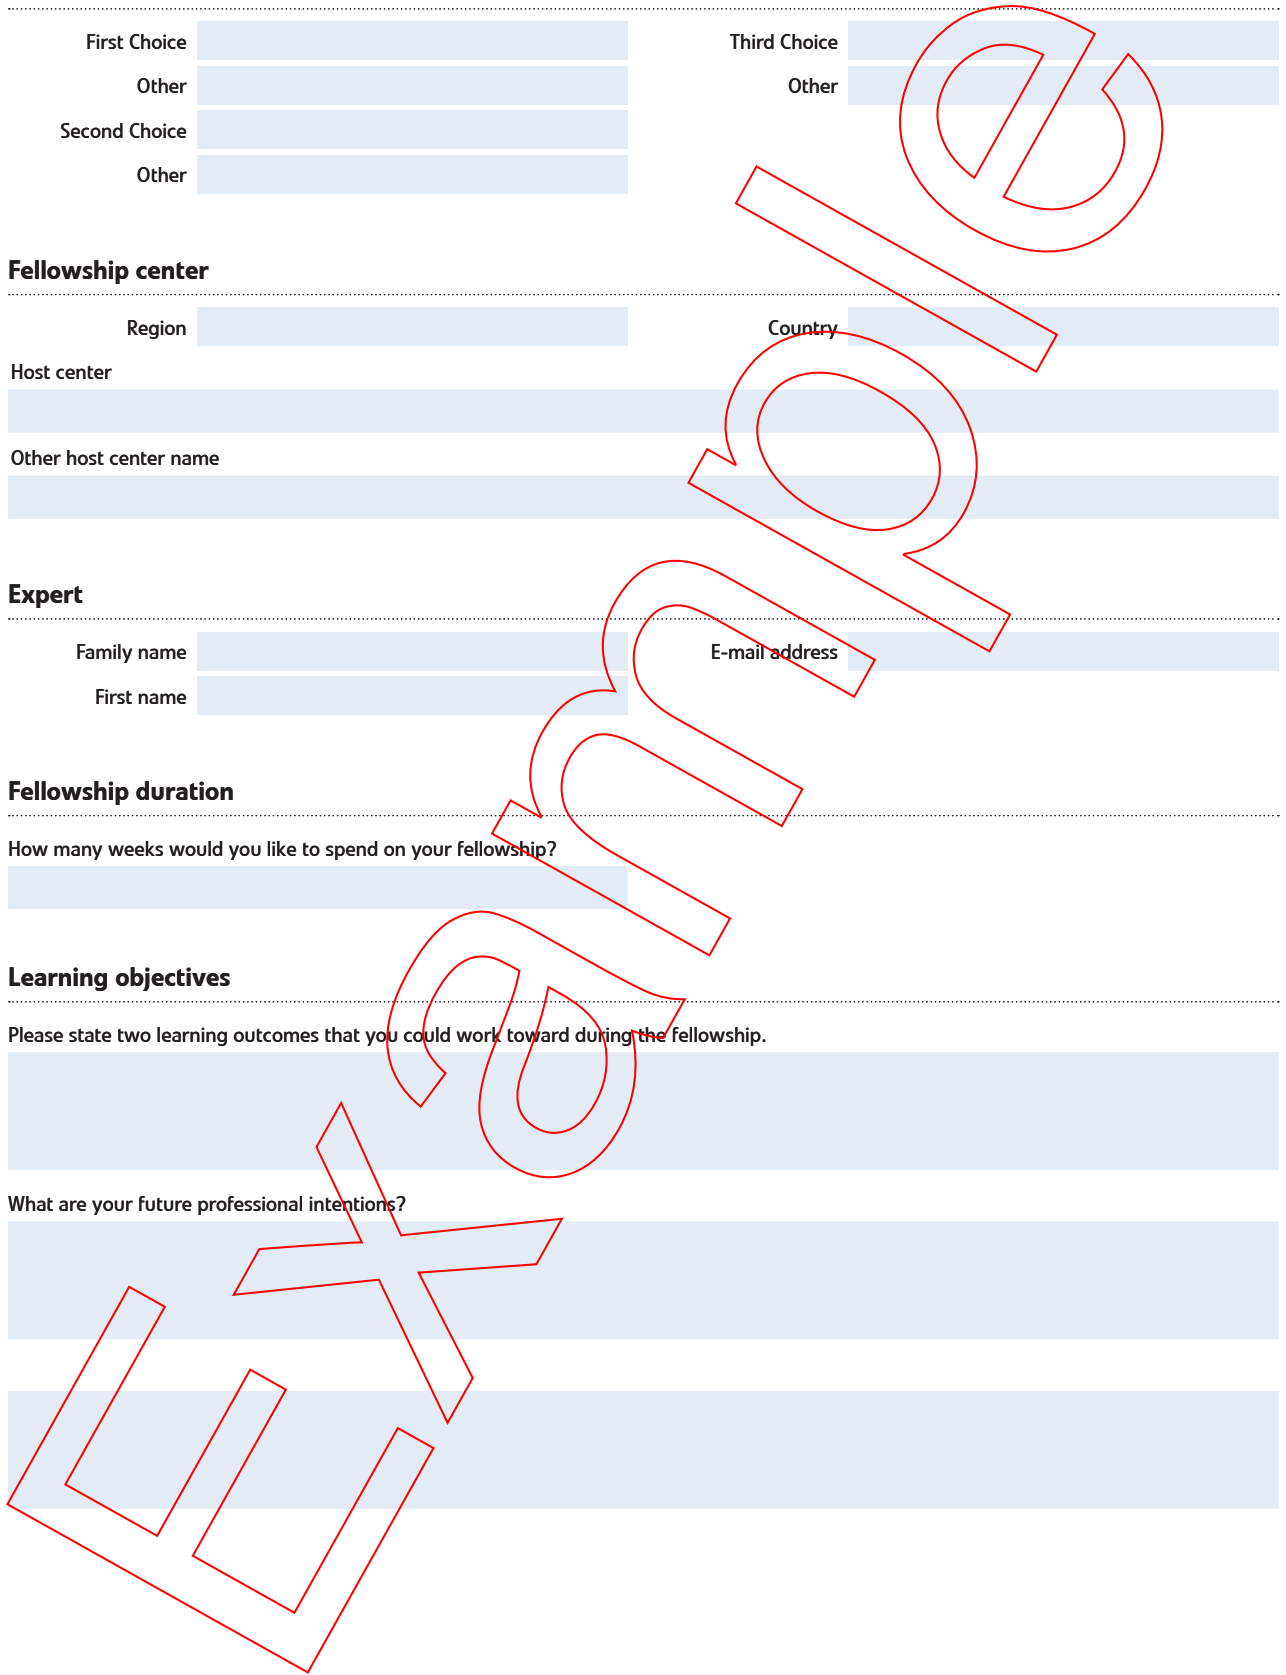 First Choice
Third Choice
Other
Other
Second Choice
Other
Fellowship center
Region
Country
Host center
Other host center name
Expert
Family name
E-mail address
First name
Fellowship duration
How many weeks would you like to spend on your fellowship?
Learning objectives
Please state two learning outcomes that you could work toward during the fellowship.
What are your future professional intentions?
Example